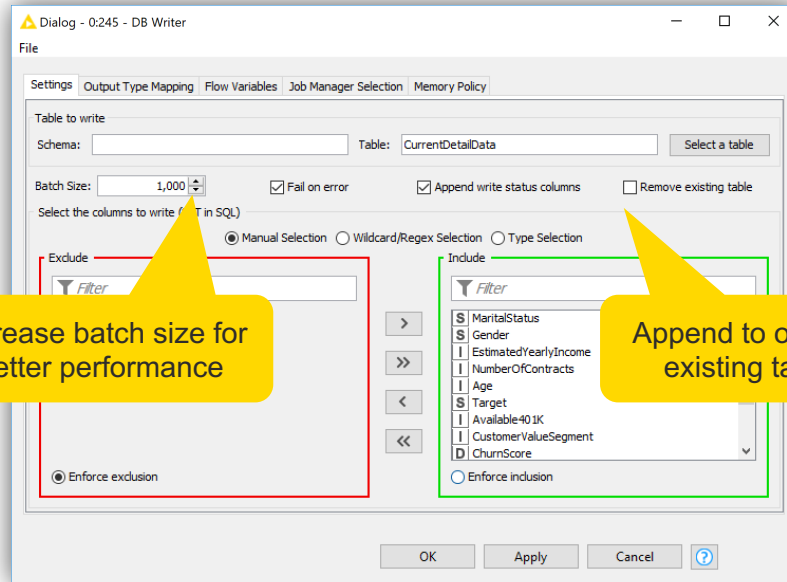 Dialog - 0:245 - DB Writer
File
Settings Output Type Mapping Flow Variables Job Manager Selection Memory Policy
Table to write
Schema: Table: CurrentDetailData Select a table
Batch Size: 1,000 Fail on error Append write status columns Remove existing table
Select the columns to write ( in SQL)
Manual Selection Wildcard/Regex Selection Type Selection
Exclude Include
Filter Filter
S MaritalStatus
S Gender
I EstimatedYearlyIncome
I NumberOfContracts
I Age
S Target
I Available401K
I CustomerValueSegment
D ChurnScore
> 
>>
<
<<
rease batch size for
etter performance
Append to o
existing ta
Enforce exclusion Enforce inclusion
OK Apply Cancel ?